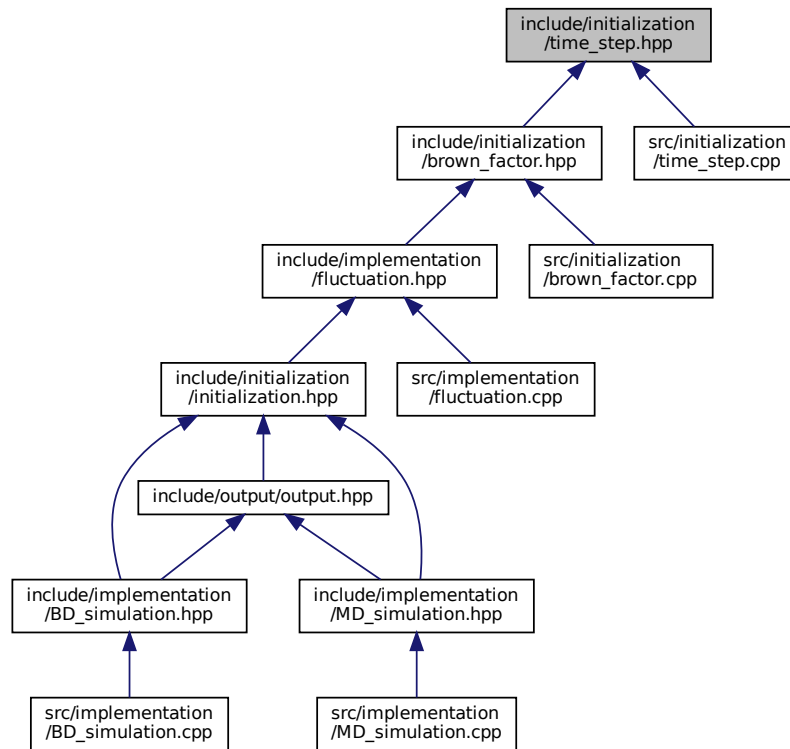 include/initialization
/time_step.hpp
include/initialization
/brown_factor.hpp
src/initialization
/time_step.cpp
include/implementation
/fluctuation.hpp
src/initialization
/brown_factor.cpp
include/initialization
/initialization.hpp
src/implementation
/fluctuation.cpp
include/output/output.hpp
include/implementation
/BD_simulation.hpp
include/implementation
/MD_simulation.hpp
src/implementation
/BD_simulation.cpp
src/implementation
/MD_simulation.cpp